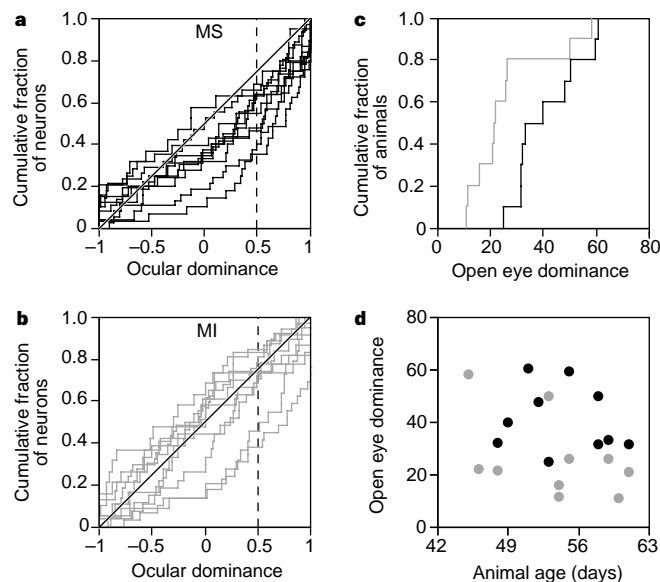 a
MS
Cumulative fraction
of neurons
1.0
0.8
0.6
0.4
0.2
0
–1
–0.5
0
0.5
1
Ocular dominance
c
Cumulative fraction
of animals
1.0
0.8
0.6
0.4
0.2
0
0
20
40
60
80
Open eye dominance
b
MI
Cumulative fraction
of neurons
1.0
0.8
0.6
0.4
0.2
0
–1
–0.5
0
0.5
1
Ocular dominance
d
Open eye dominance
80
60
40
20
0
42
49
56
63
Animal age (days)